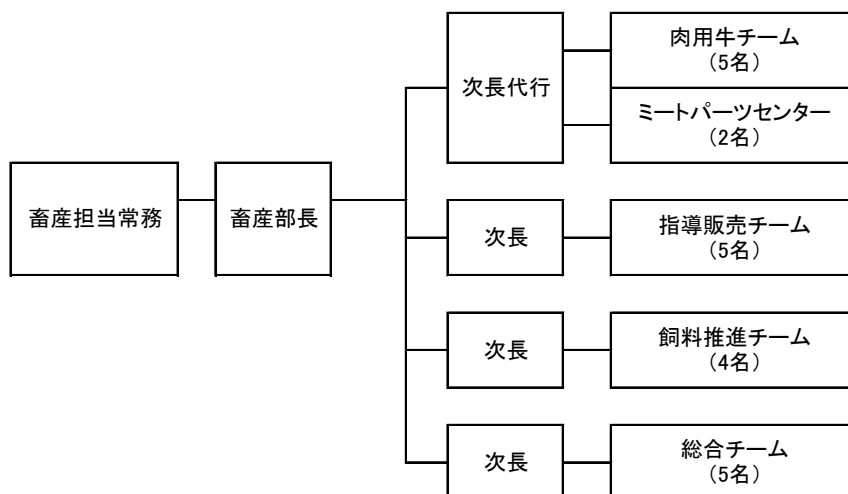 畜産担当常務
畜産部長
次長代行
肉用牛チーム
（5名）
ミートパーツセンター
（2名）
次長
指導販売チーム
（5名）
次長
飼料推進チーム
（4名）
次長
総合チーム
（5名）